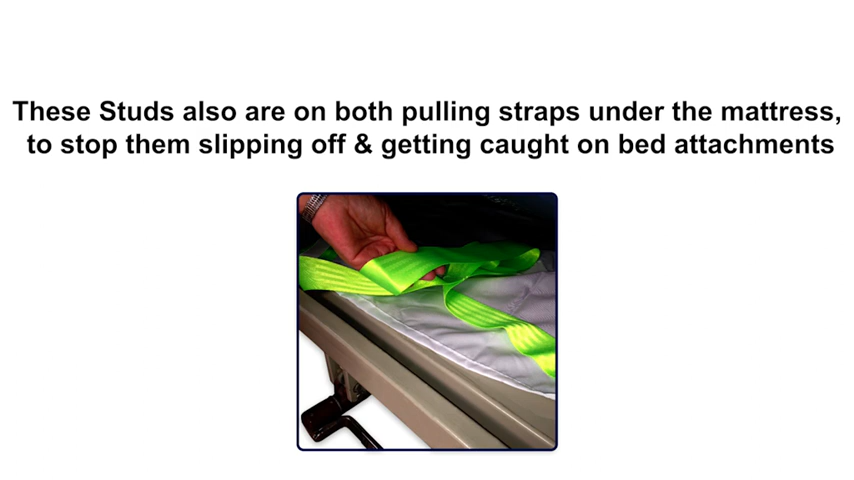 These Studs also are on both pulling straps under the mattress,
to stop them slipping off & getting caught on bed attachments